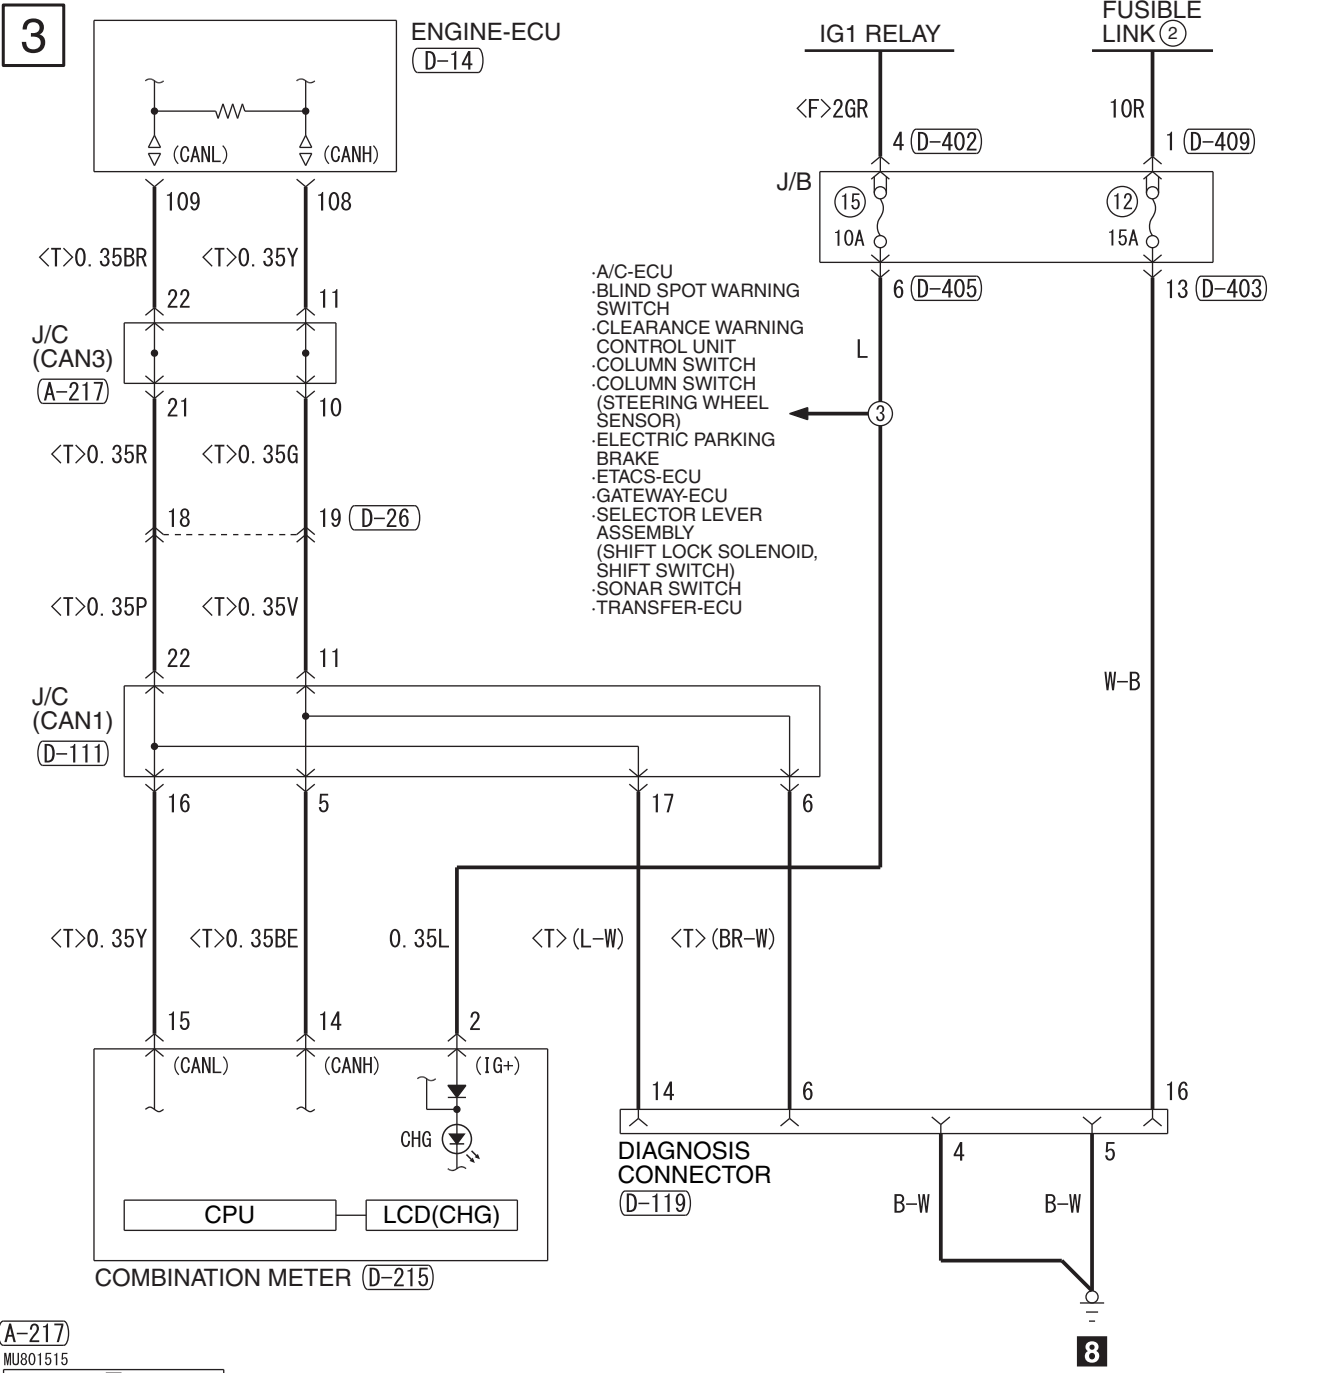 3
ENGINE-ECU
D-14
IG1 RELAY
FUSIBLE
LINK 2
(CANL)
(CANH)
<F>2GR
10R
4 D-402
1 D-409
J/B
15
12
10A
15A
109
108
<T>0.35BR
<T>0.35Y
6 D-405
13 D-403
·A/C-ECU
·BLIND SPOT WARNING
SWITCH
·CLEARANCE WARNING
CONTROL UNIT
·COLUMN SWITCH
·COLUMN SWITCH
(STEERING WHEEL
SENSOR)
·ELECTRIC PARKING
BRAKE
·ETACS-ECU
·GATEWAY-ECU
·SELECTOR LEVER
ASSEMBLY
(SHIFT LOCK SOLENOID,
SHIFT SWITCH)
·SONAR SWITCH
·TRANSFER-ECU
L
3
22
11
J/C
(CAN3)
A-217
21
10
<T>0.35R
<T>0.35G
18
19 D-26
<T>0.35P
<T>0.35V
W-B
22
11
J/C
(CAN1)
D-111
16
5
17
6
<T>0.35Y
<T>0.35BE
0.35L
<T>(L-W)
<T>(BR-W)
15
14
2
(CANL)
(CANH)
(IG+)
CHG
CPU
LCD(CHG)
COMBINATION METER D-215
14
6
16
DIAGNOSIS
CONNECTOR
D-119
4
5
B-W
B-W
8
A-217
MU801515